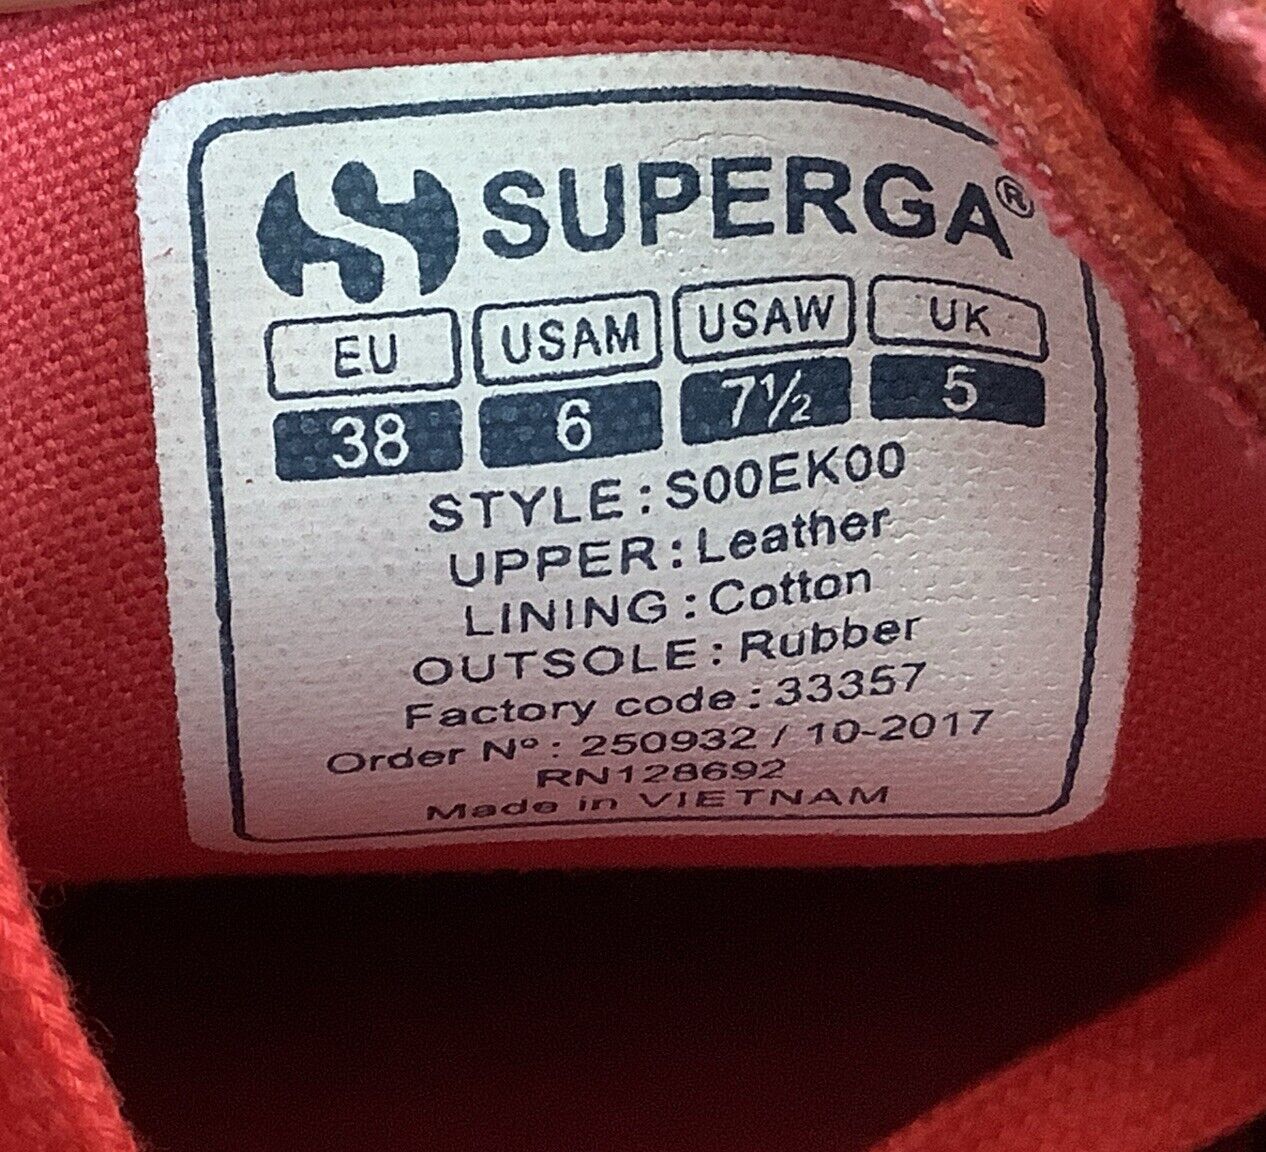 SUPERGA®
EU USAM USAW UK
38 6 7½ 5
STYLE : S00EK00
UPPER : Leather
LINING : Cotton
OUTSOLE : Rubber
Factory code : 33357
Order Nº : 250932 / 10-2017
RN128692
Made in VIETNAM